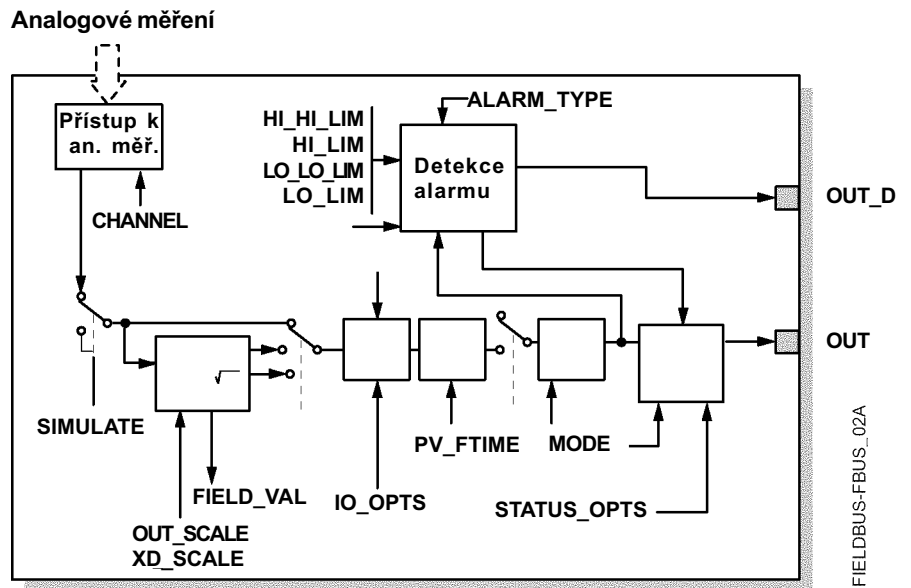 Analogové měření
Přístup k
an. měř.
CHANNEL
HI_HI_LIM
HI_LIM
LO_LO_LIM
LO_LIM
ALARM_TYPE
Detekce
alarmu
OUT_D
OUT
SIMULATE
√
FIELD_VAL
OUT_SCALE
XD_SCALE
IO_OPTS
PV_FTIME
MODE
STATUS_OPTS
FIELDBUS-FBUS_02A